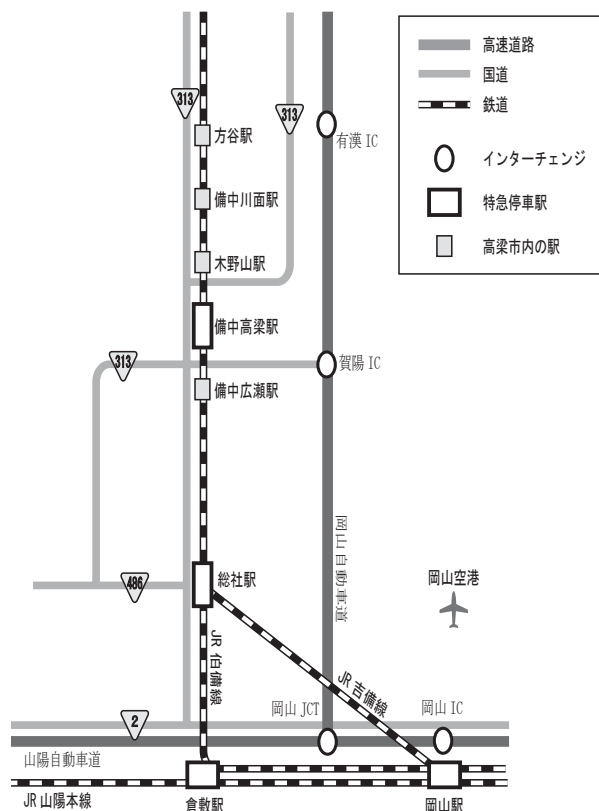 高速道路
国道
鉄道
インターチェンジ
特急停車駅
高梁市内の駅
313
313
方谷駅
有漢 IC
備中川面駅
木野山駅
備中高梁駅
313
賀陽 IC
備中広瀬駅
岡山自動車道
486
総社駅
岡山空港
JR 伯備線
JR 吉備線
岡山 JCT
岡山 IC
2
山陽自動車道
JR 山陽本線
倉敷駅
岡山駅